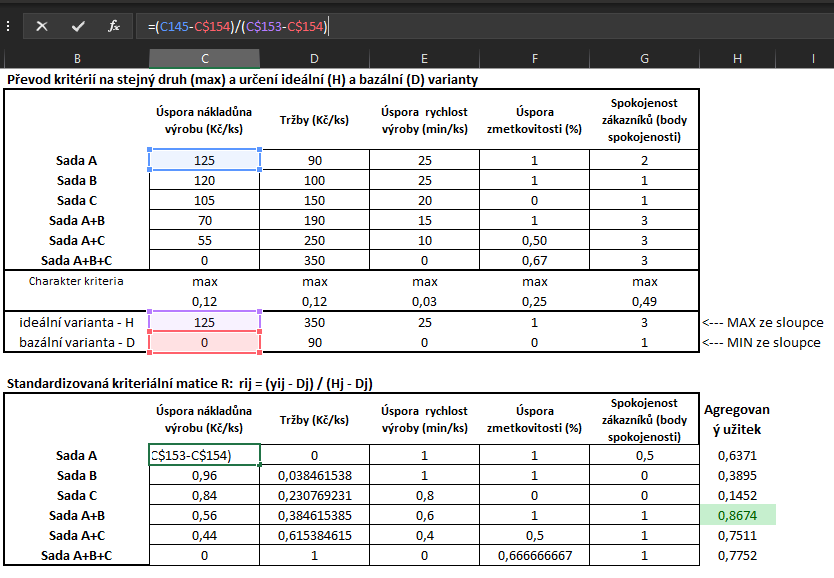 =(C145-C$154)/(C$153-C$154)
B C D E F G H I
Převod kritérií na stejný druh (max) a určení ideální (H) a bazální (D) varianty
Úspora nákladůna výrobu (Kč/ks) Tržby (Kč/ks) Úspora rychlost výroby (min/ks) Úspora zmetkovitosti (%) Spokojenost zákazníků (body spokojenosti)
Sada A 125 90 25 1 2
Sada B 120 100 25 1 1
Sada C 105 150 20 0 1
Sada A+B 70 190 15 1 3
Sada A+C 55 250 10 0,50 3
Sada A+B+C 0 350 0 0,67 3
Charakter kriteria max max max max max
0,12 0,12 0,03 0,25 0,49
ideální varianta - H 125 350 25 1 3 <--- MAX ze sloupce
bazální varianta - D 0 90 0 0 1 <--- MIN ze sloupce
Standardizovaná kriteriální matice R: rij = (yij - Dj) / (Hj - Dj)
Úspora nákladůna výrobu (Kč/ks) Tržby (Kč/ks) Úspora rychlost výroby (min/ks) Úspora zmetkovitosti (%) Spokojenost zákazníků (body spokojenosti) Agregovaný užitek
Sada A C$153-C$154) 0 1 1 0,5 0,6371
Sada B 0,96 0,038461538 1 1 0 0,3895
Sada C 0,84 0,230769231 0,8 0 0 0,1452
Sada A+B 0,56 0,384615385 0,6 1 1 0,8674
Sada A+C 0,44 0,615384615 0,4 0,5 1 0,7511
Sada A+B+C 0 1 0 0,666666667 1 0,7752